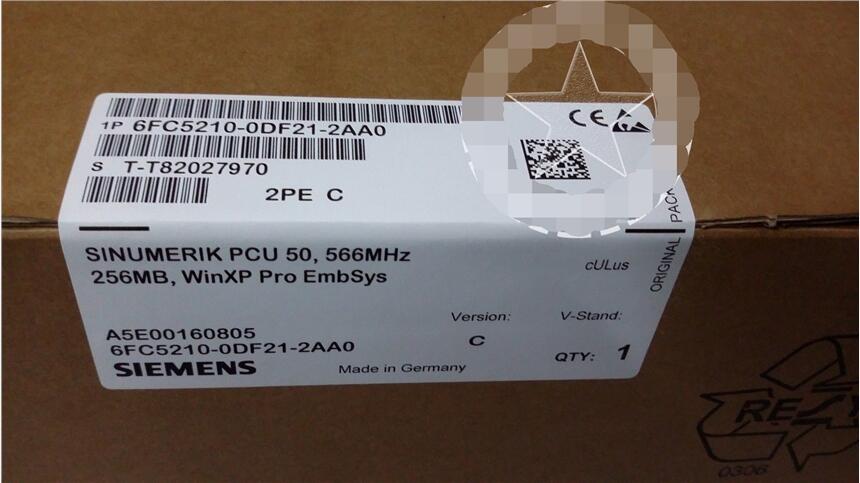 1P 6FC5210-0DF21-2AA0
S T-T82027970
2PE C
CE
SINUMERIK PCU 50, 566MHz
256MB, WinXP Pro EmbSys
cULus
ORIGINAL PACK
Version: V-Stand:
A5E00160805
C
6FC5210-0DF21-2AA0
QTY: 1
SIEMENS
Made in Germany
0306